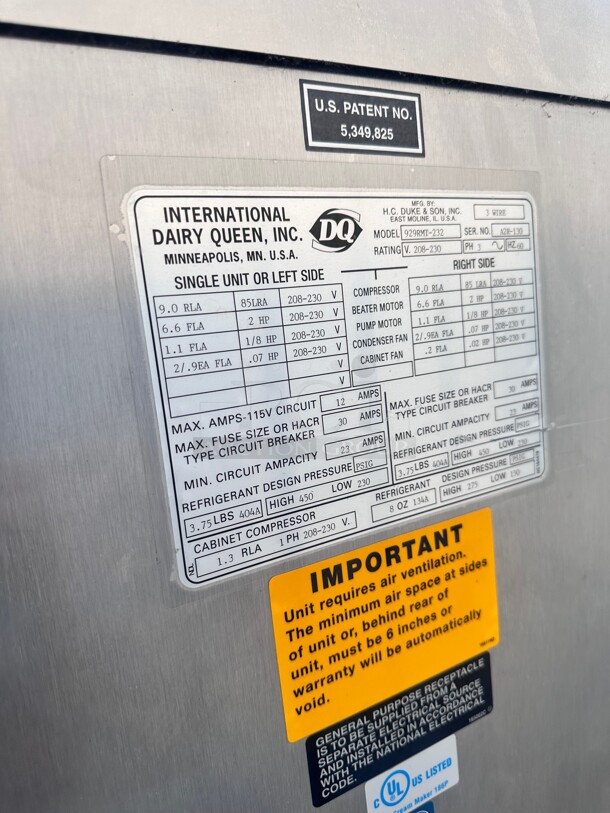 U.S. PATENT NO.
5,349,825
INTERNATIONAL
DAIRY QUEEN, INC.
MINNEAPOLIS, MN. U.S.A.
DQ
MFG. BY:
H.C. DUKE & SON, INC.
EAST MOLINE, IL. U.S.A.
3 WIRE
MODEL 929RMT-232 SERIAL NO. A2R-130
RATING V. 208-230 PH 3 HZ. 60
SINGLE UNIT OR LEFT SIDE
RIGHT SIDE
9.0 RLA 85LRA 208-230 V COMPRESSOR 9.0 RLA 85 LRA 208-230 V
6.6 FLA 2 HP 208-230 V BEATER MOTOR 6.6 FLA 2 HP 208-230 V
1.1 FLA 1/8 HP 208-230 V PUMP MOTOR 1.1 FLA 1/8 HP 208-230 V
2/.9EA FLA .07 HP 208-230 V CONDENSER FAN 2/.9EA FLA .07 HP 208-230 V
V CABINET FAN .2 FLA .02 HP 208-230 V
V
MAX. AMPS-115V CIRCUIT 12 AMPS
MAX. FUSE SIZE OR HACR
TYPE CIRCUIT BREAKER 30 AMPS
MIN. CIRCUIT AMPACITY 23 AMPS
REFRIGERANT DESIGN PRESSURE PSIG
3.75 LBS 404A HIGH 450 LOW 230
MAX. FUSE SIZE OR HACR
TYPE CIRCUIT BREAKER 30 AMPS
MIN. CIRCUIT AMPACITY 23 AMPS
REFRIGERANT DESIGN PRESSURE PSIG
3.75 LBS 404A HIGH 450 LOW 230
CABINET COMPRESSOR
1.3 RLA 1 PH 208-230 V.
REFRIGERANT DESIGN PRESSURE PSIG
8 OZ 134A HIGH 275 LOW 150
IMPORTANT
Unit requires air ventilation.
The minimum air space at sides
of unit or, behind rear of
unit, must be 6 inches or
warranty will be automatically
void.
GENERAL PURPOSE RECEPTACLE
IS TO BE SUPPLIED FROM A
SEPARATE ELECTRICAL SOURCE
AND INSTALLED IN ACCORDANCE
WITH THE NATIONAL ELECTRICAL
CODE.
C UL US LISTED
Cream Maker 186P